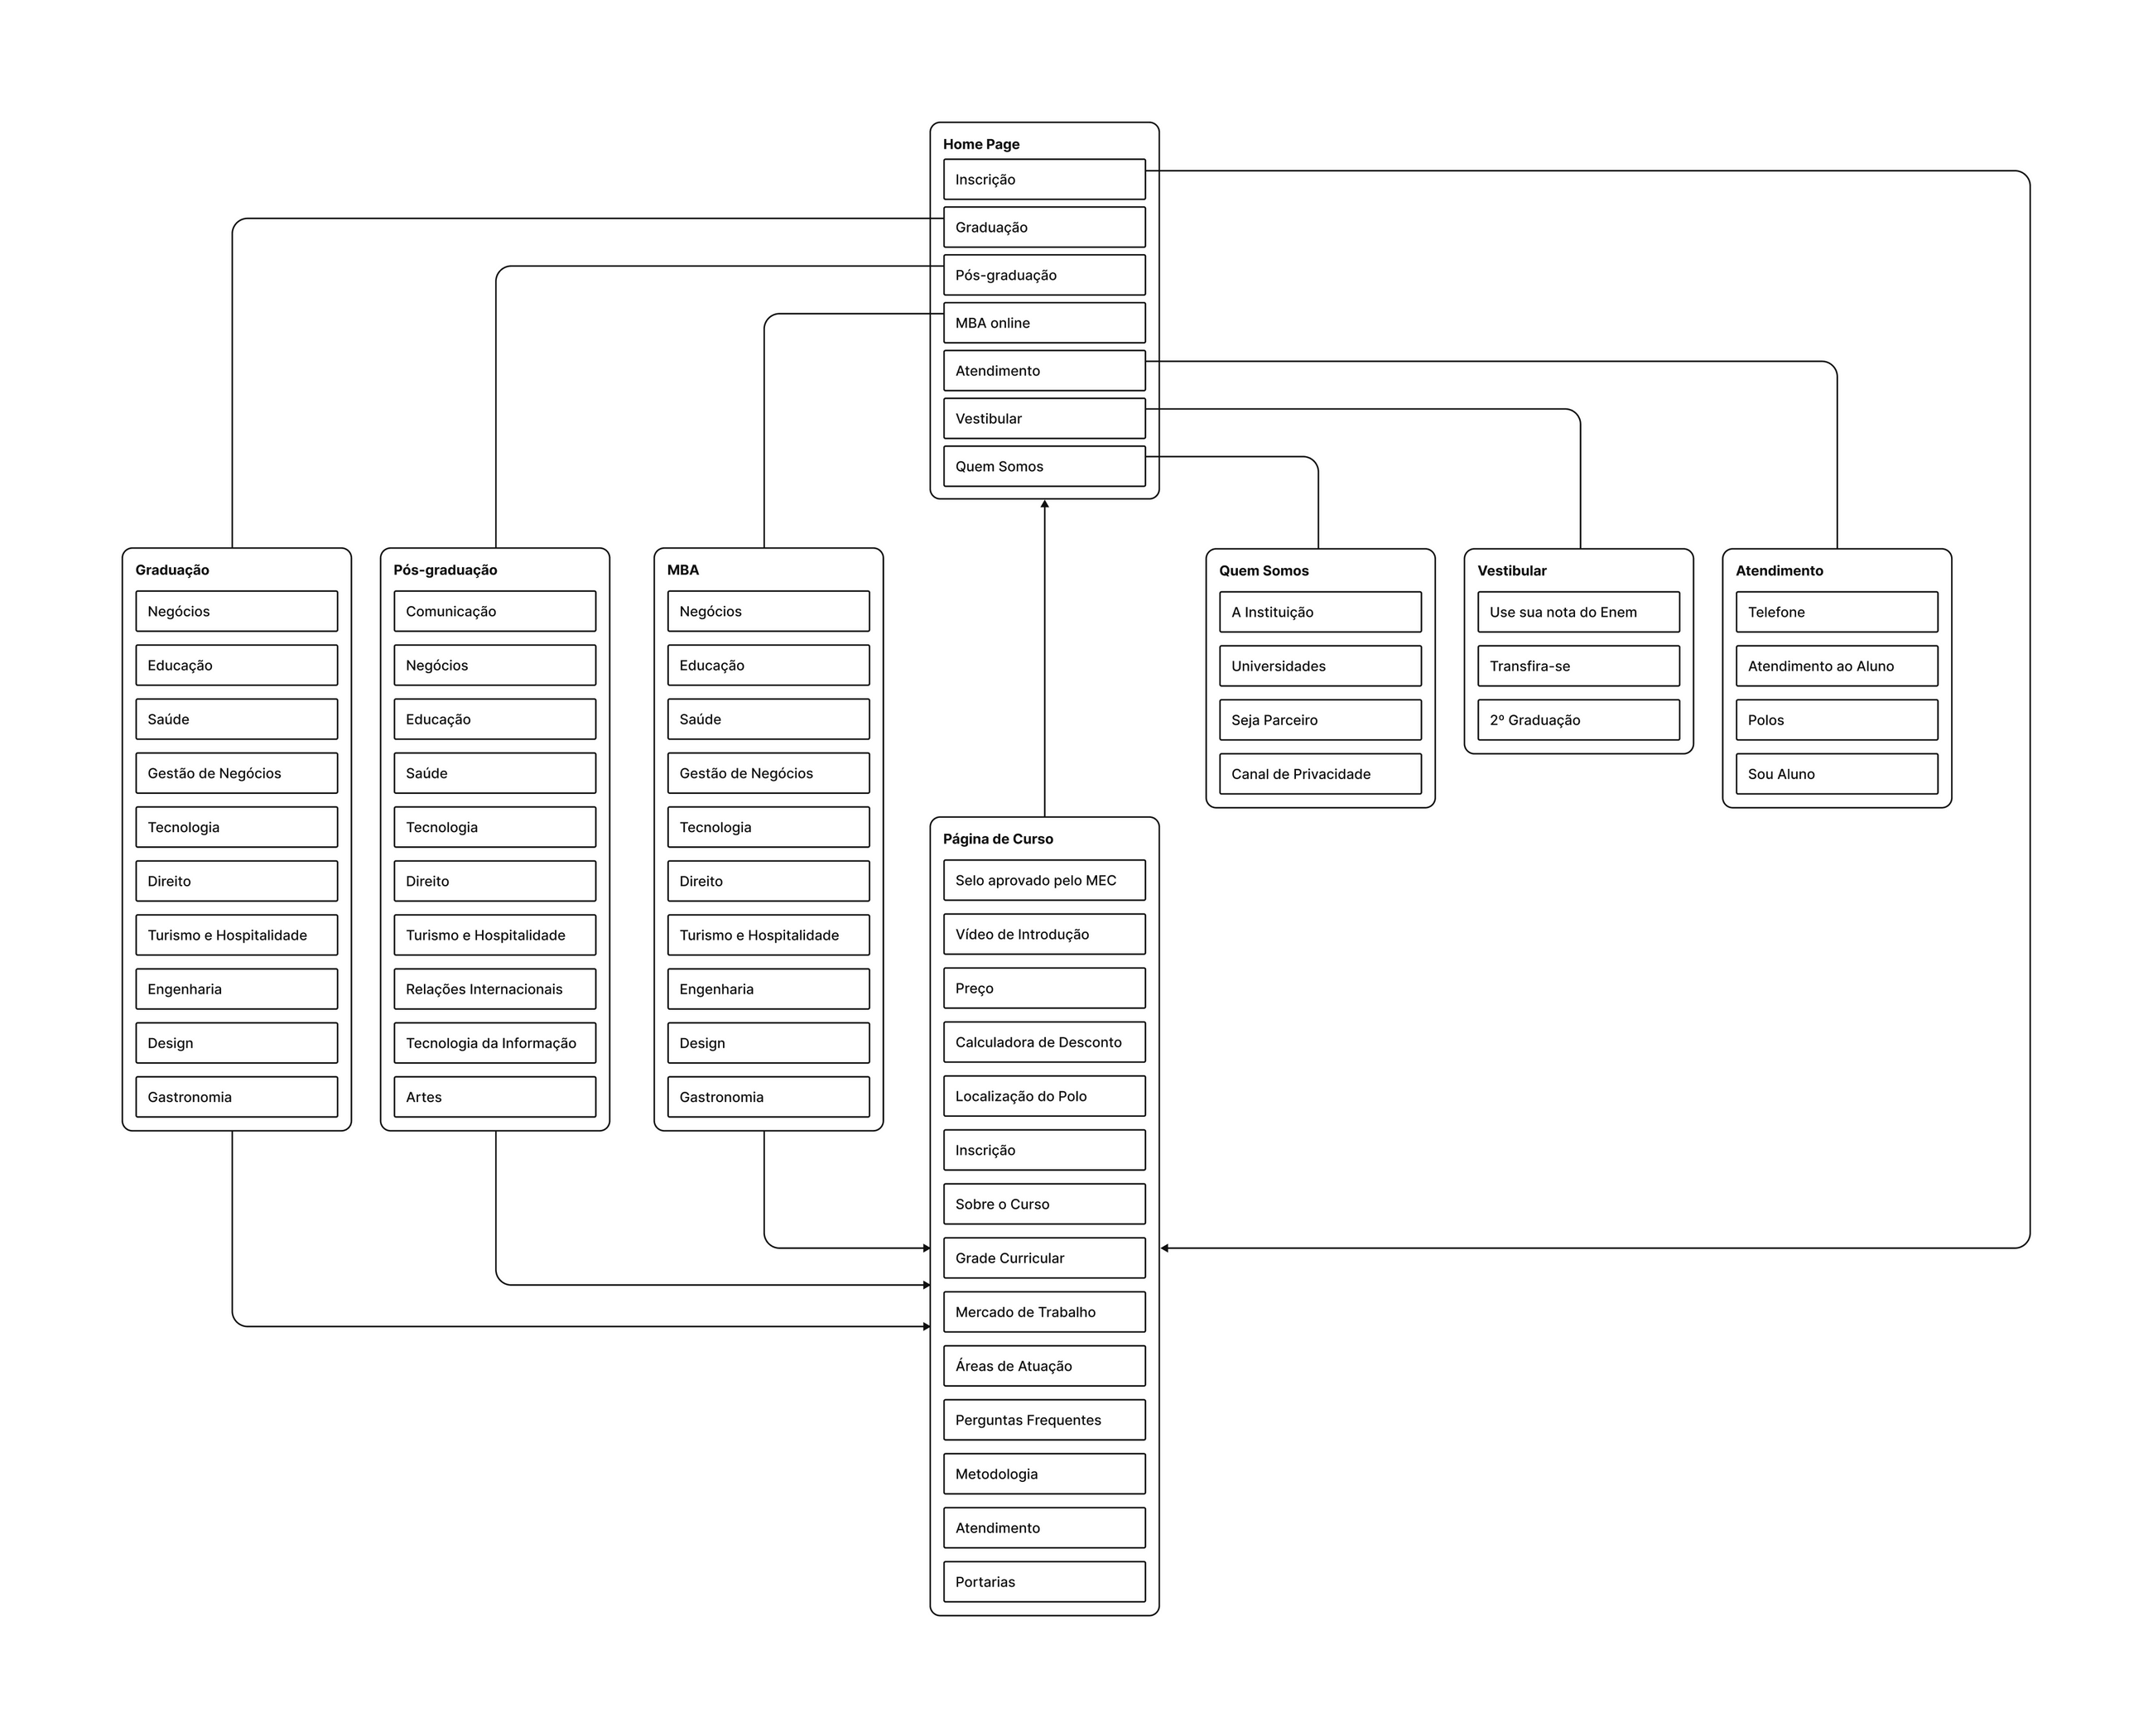 Home Page
Inscrição
Graduação
Pós-graduação
MBA online
Atendimento
Vestibular
Quem Somos
Graduação
Negócios
Educação
Saúde
Gestão de Negócios
Tecnologia
Direito
Turismo e Hospitalidade
Engenharia
Design
Gastronomia
Pós-graduação
Comunicação
Negócios
Educação
Saúde
Tecnologia
Direito
Turismo e Hospitalidade
Relações Internacionais
Tecnologia da Informação
Artes
MBA
Negócios
Educação
Saúde
Gestão de Negócios
Tecnologia
Direito
Turismo e Hospitalidade
Engenharia
Design
Gastronomia
Página de Curso
Selo aprovado pelo MEC
Vídeo de Introdução
Preço
Calculadora de Desconto
Localização do Polo
Inscrição
Sobre o Curso
Grade Curricular
Mercado de Trabalho
Áreas de Atuação
Perguntas Frequentes
Metodologia
Atendimento
Portarias
Quem Somos
A Instituição
Universidades
Seja Parceiro
Canal de Privacidade
Vestibular
Use sua nota do Enem
Transfira-se
2º Graduação
Atendimento
Telefone
Atendimento ao Aluno
Polos
Sou Aluno